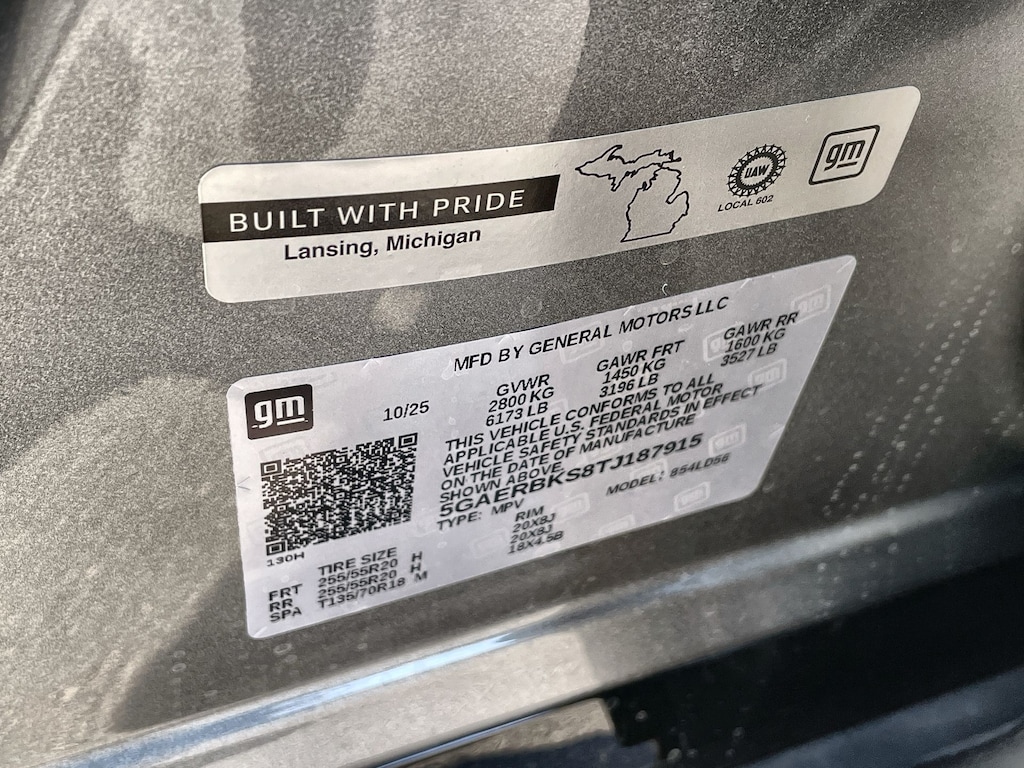 BUILT WITH PRIDE
Lansing, Michigan
UAW
LOCAL 602
gm
MFD BY GENERAL MOTORS LLC
gm
10/25
GVWR GAWR FRT GAWR RR
2800 KG 1450 KG 1600 KG
6173 LB 3196 LB 3527 LB
THIS VEHICLE CONFORMS TO ALL
APPLICABLE U.S. FEDERAL MOTOR
VEHICLE SAFETY STANDARDS IN EFFECT
ON THE DATE OF MANUFACTURE
SHOWN ABOVE.
5GAERBKS8TJ187915
TYPE: MPV MODEL: 854LD56
130H
TIRE SIZE RIM
FRT 255/55R20 H 20X8J
RR 255/55R20 H 20X8J
SPA T135/70R18 M 18X4.5B